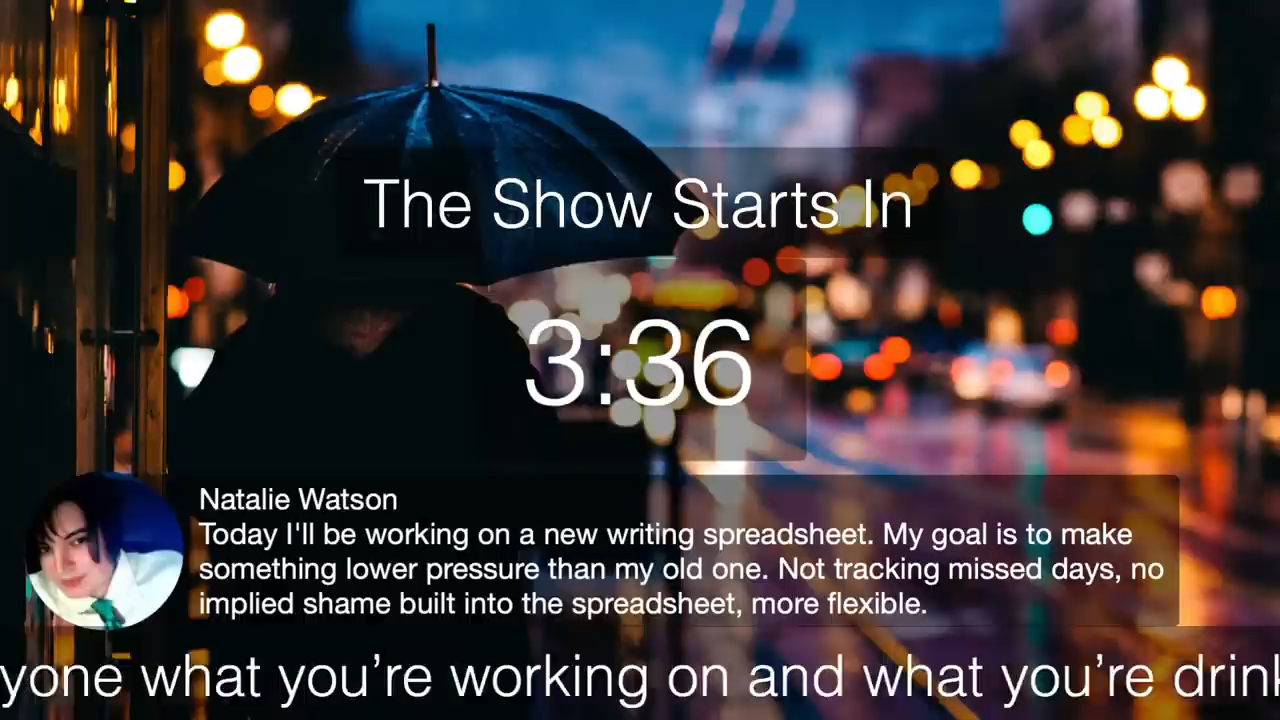 The Show Starts In
3:36
Natalie Watson
Today I'll be working on a new writing spreadsheet. My goal is to make
something lower pressure than my old one. Not tracking missed days, no
implied shame built into the spreadsheet, more flexible.
yone what you’re working on and what you’re drink